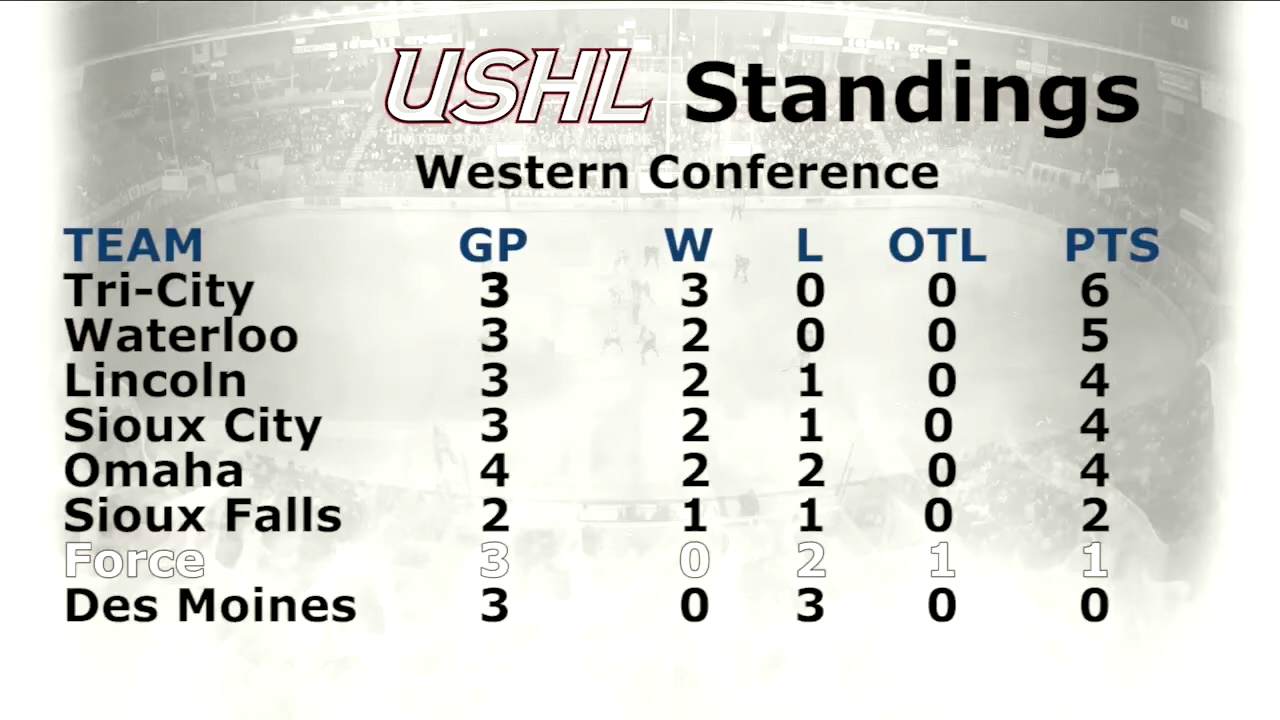 USHL Standings
Western Conference
TEAM GP W L OTL PTS
Tri-City 3 3 0 0 6
Waterloo 3 2 0 0 5
Lincoln 3 2 1 0 4
Sioux City 3 2 1 0 4
Omaha 4 2 2 0 4
Sioux Falls 2 1 1 0 2
Force 3 0 2 1 1
Des Moines 3 0 3 0 0